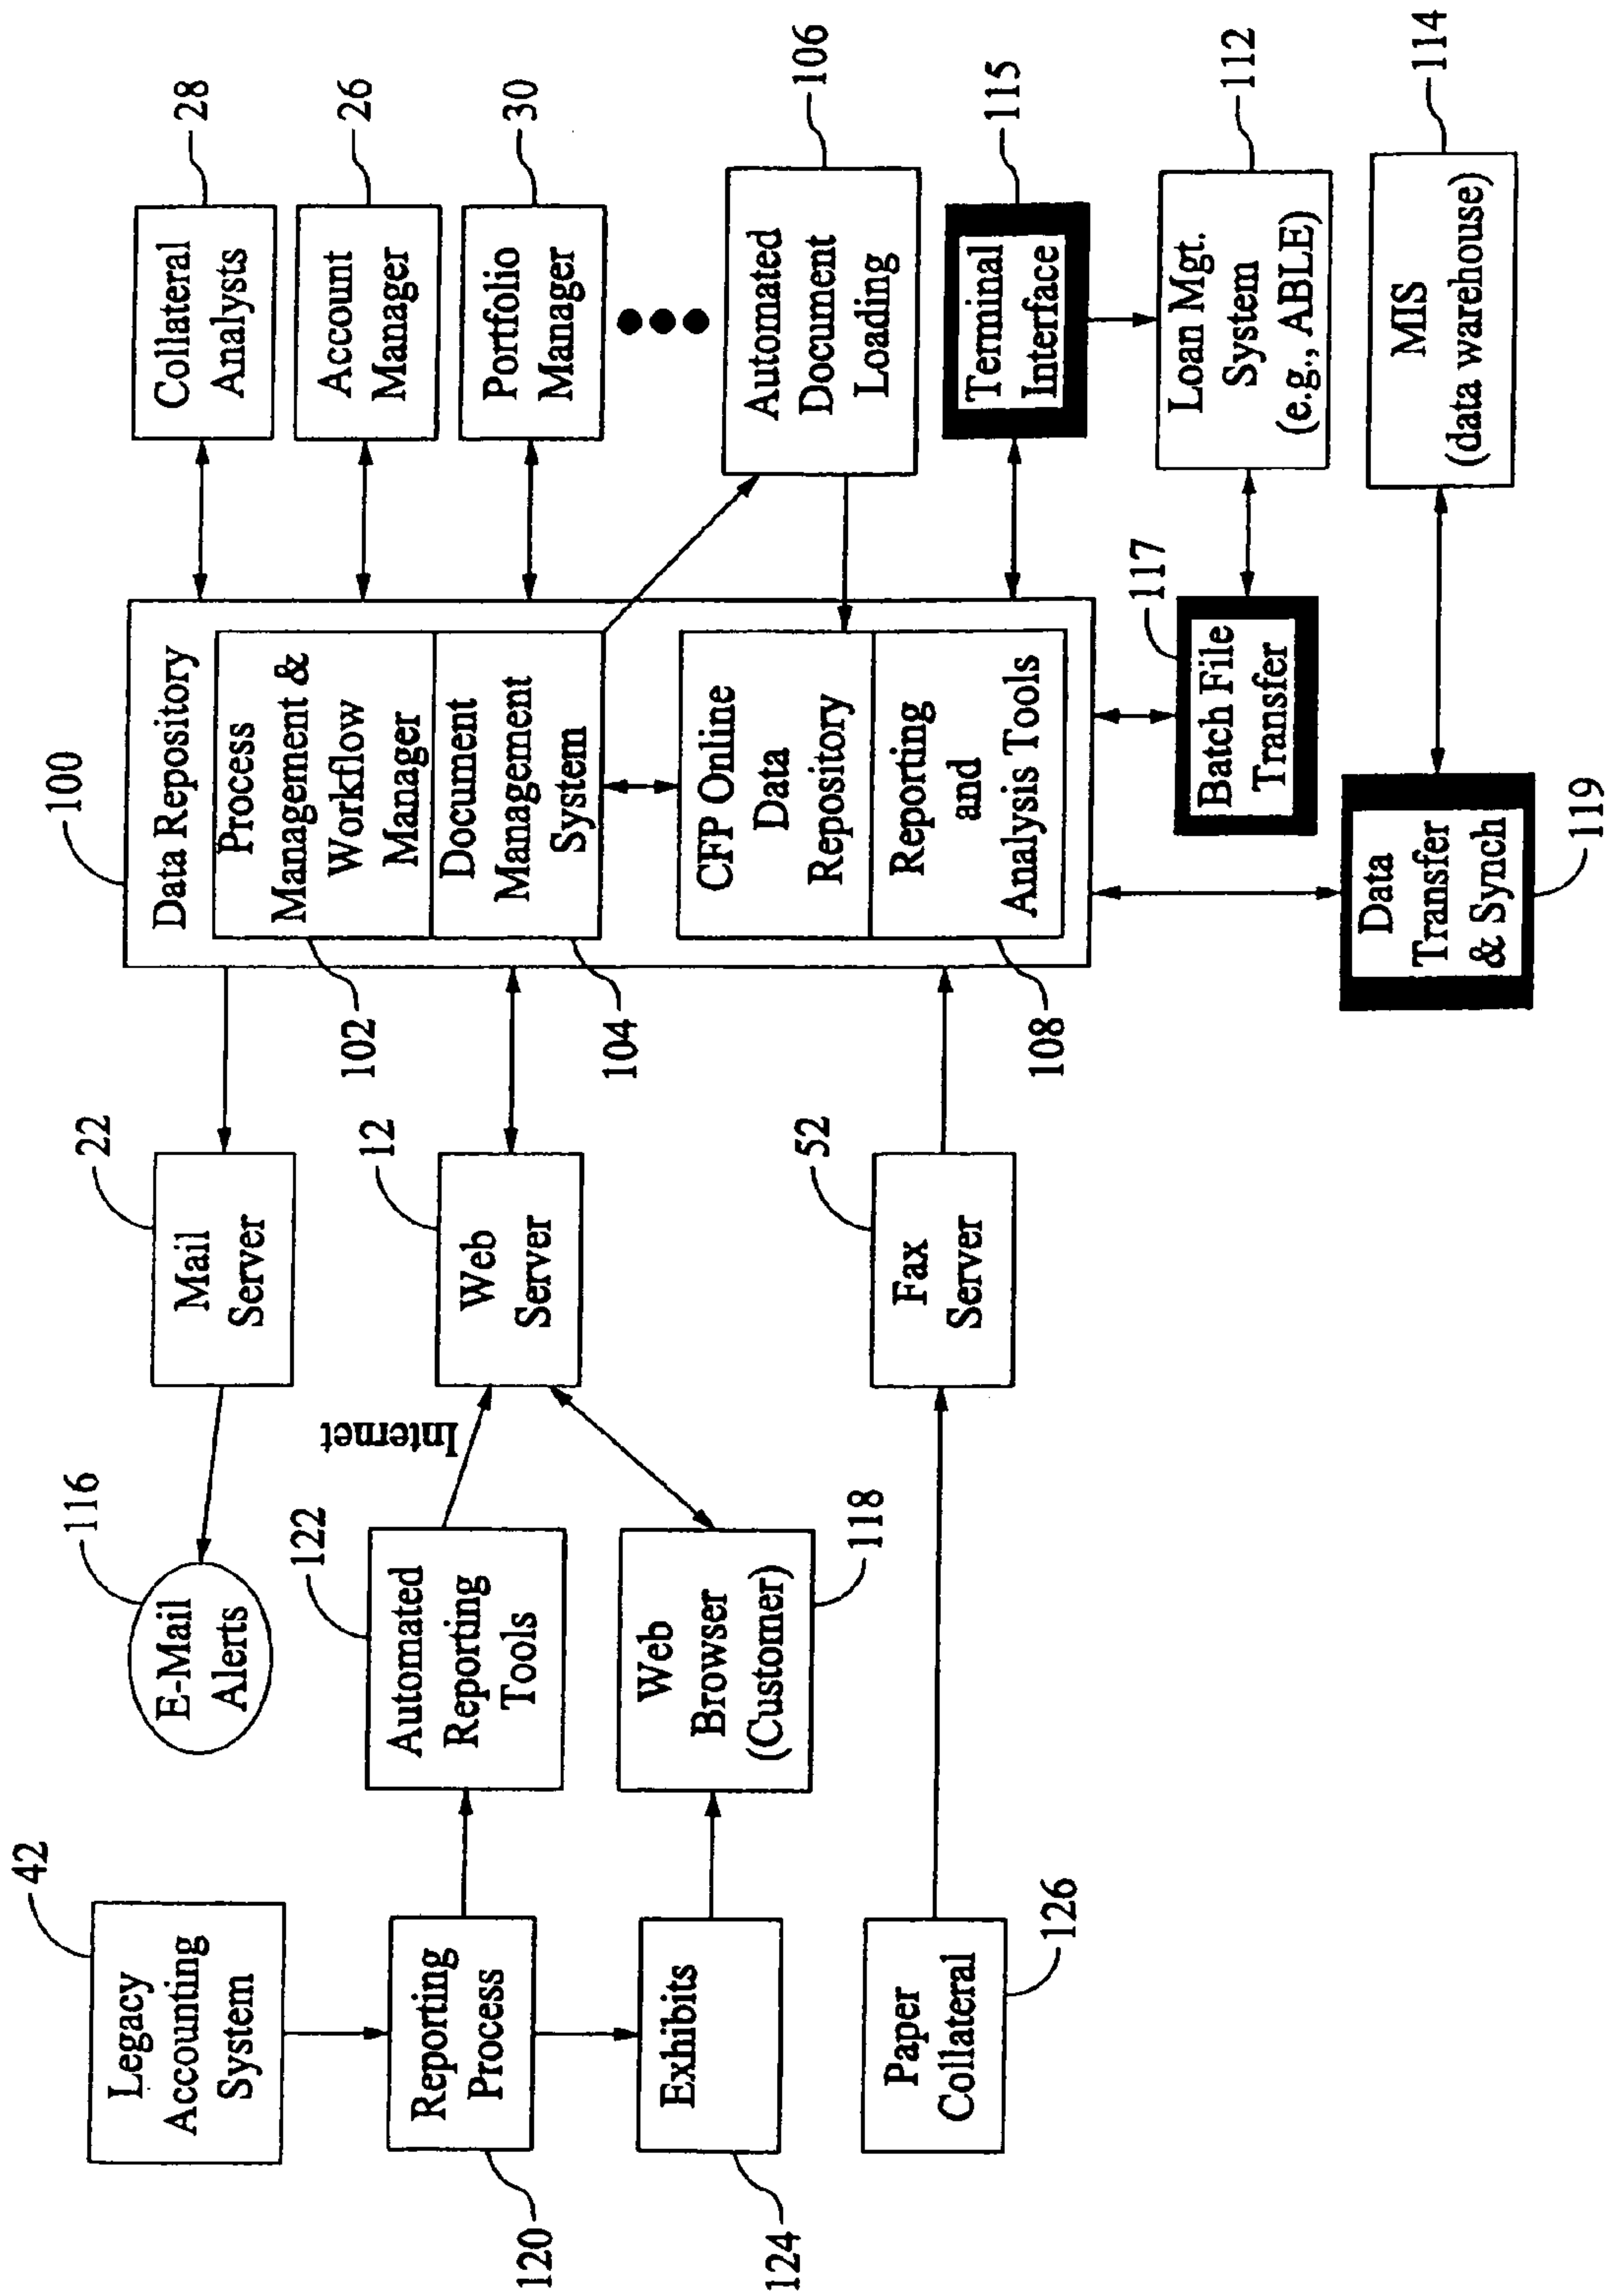 42
Legacy
Accounting
System
Reporting
Process
120
Exhibits
124
Paper
Collateral
126
116
E-Mail
Alerts
122
Automated
Reporting
Tools
Internet
Web
Browser
(Customer)
118
22
Mail
Server
12
Web
Server
52
Fax
Server
100
Data Repository
Process
Management &
Workflow
Manager
102
Document
Management
System
104
CFP Online
Data
Repository
Reporting
and
Analysis Tools
108
117
Batch File
Transfer
Data
Transfer
& Synch
119
Collateral
Analysts
28
Account
Manager
26
Portfolio
Manager
30
Automated
Document
Loading
106
Terminal
Interface
115
Loan Mgt.
System
(e.g., ABLE)
112
MIS
(data warehouse)
114